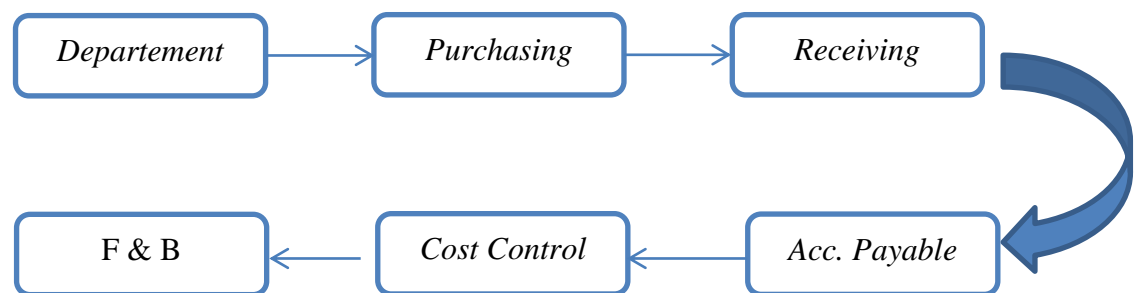 Departement
Purchasing
Receiving
F & B
Cost Control
Acc. Payable